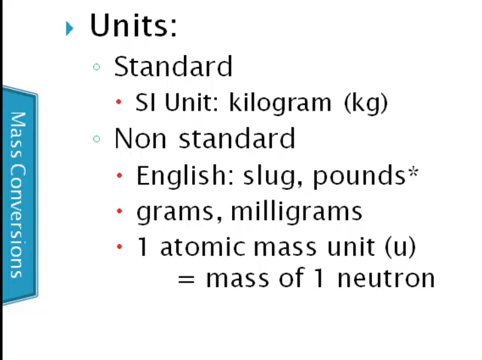 Units:
Standard
SI Unit: kilogram (kg)
Non standard
English: slug, pounds*
grams, milligrams
1 atomic mass unit (u)
= mass of 1 neutron
Mass Conversions